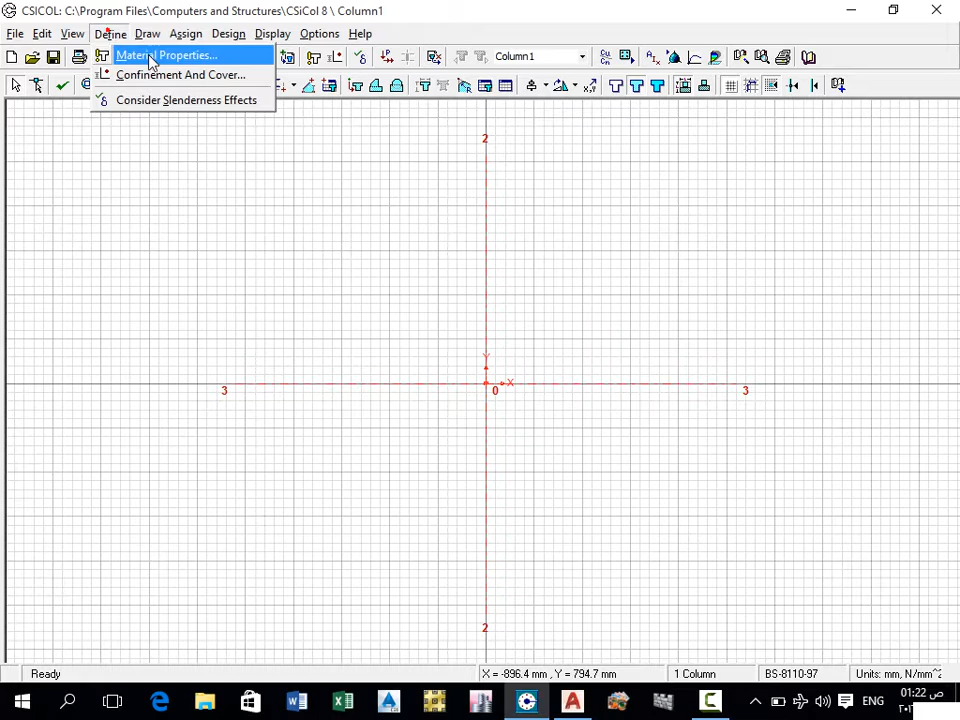 CSICOL: C:\Program Files\Computers and Structures\CSiCol 8 \ Column1
File Edit View Define Draw Assign Design Display Options Help
Material Properties...
Column1
Confinement And Cover...
Consider Slenderness Effects
2
Y
X
3 0 3
2
Ready X = -896.4 mm , Y = 794.7 mm 1 Column BS-8110-97 Units: mm, N/mm^2
ENG 01:22 ص